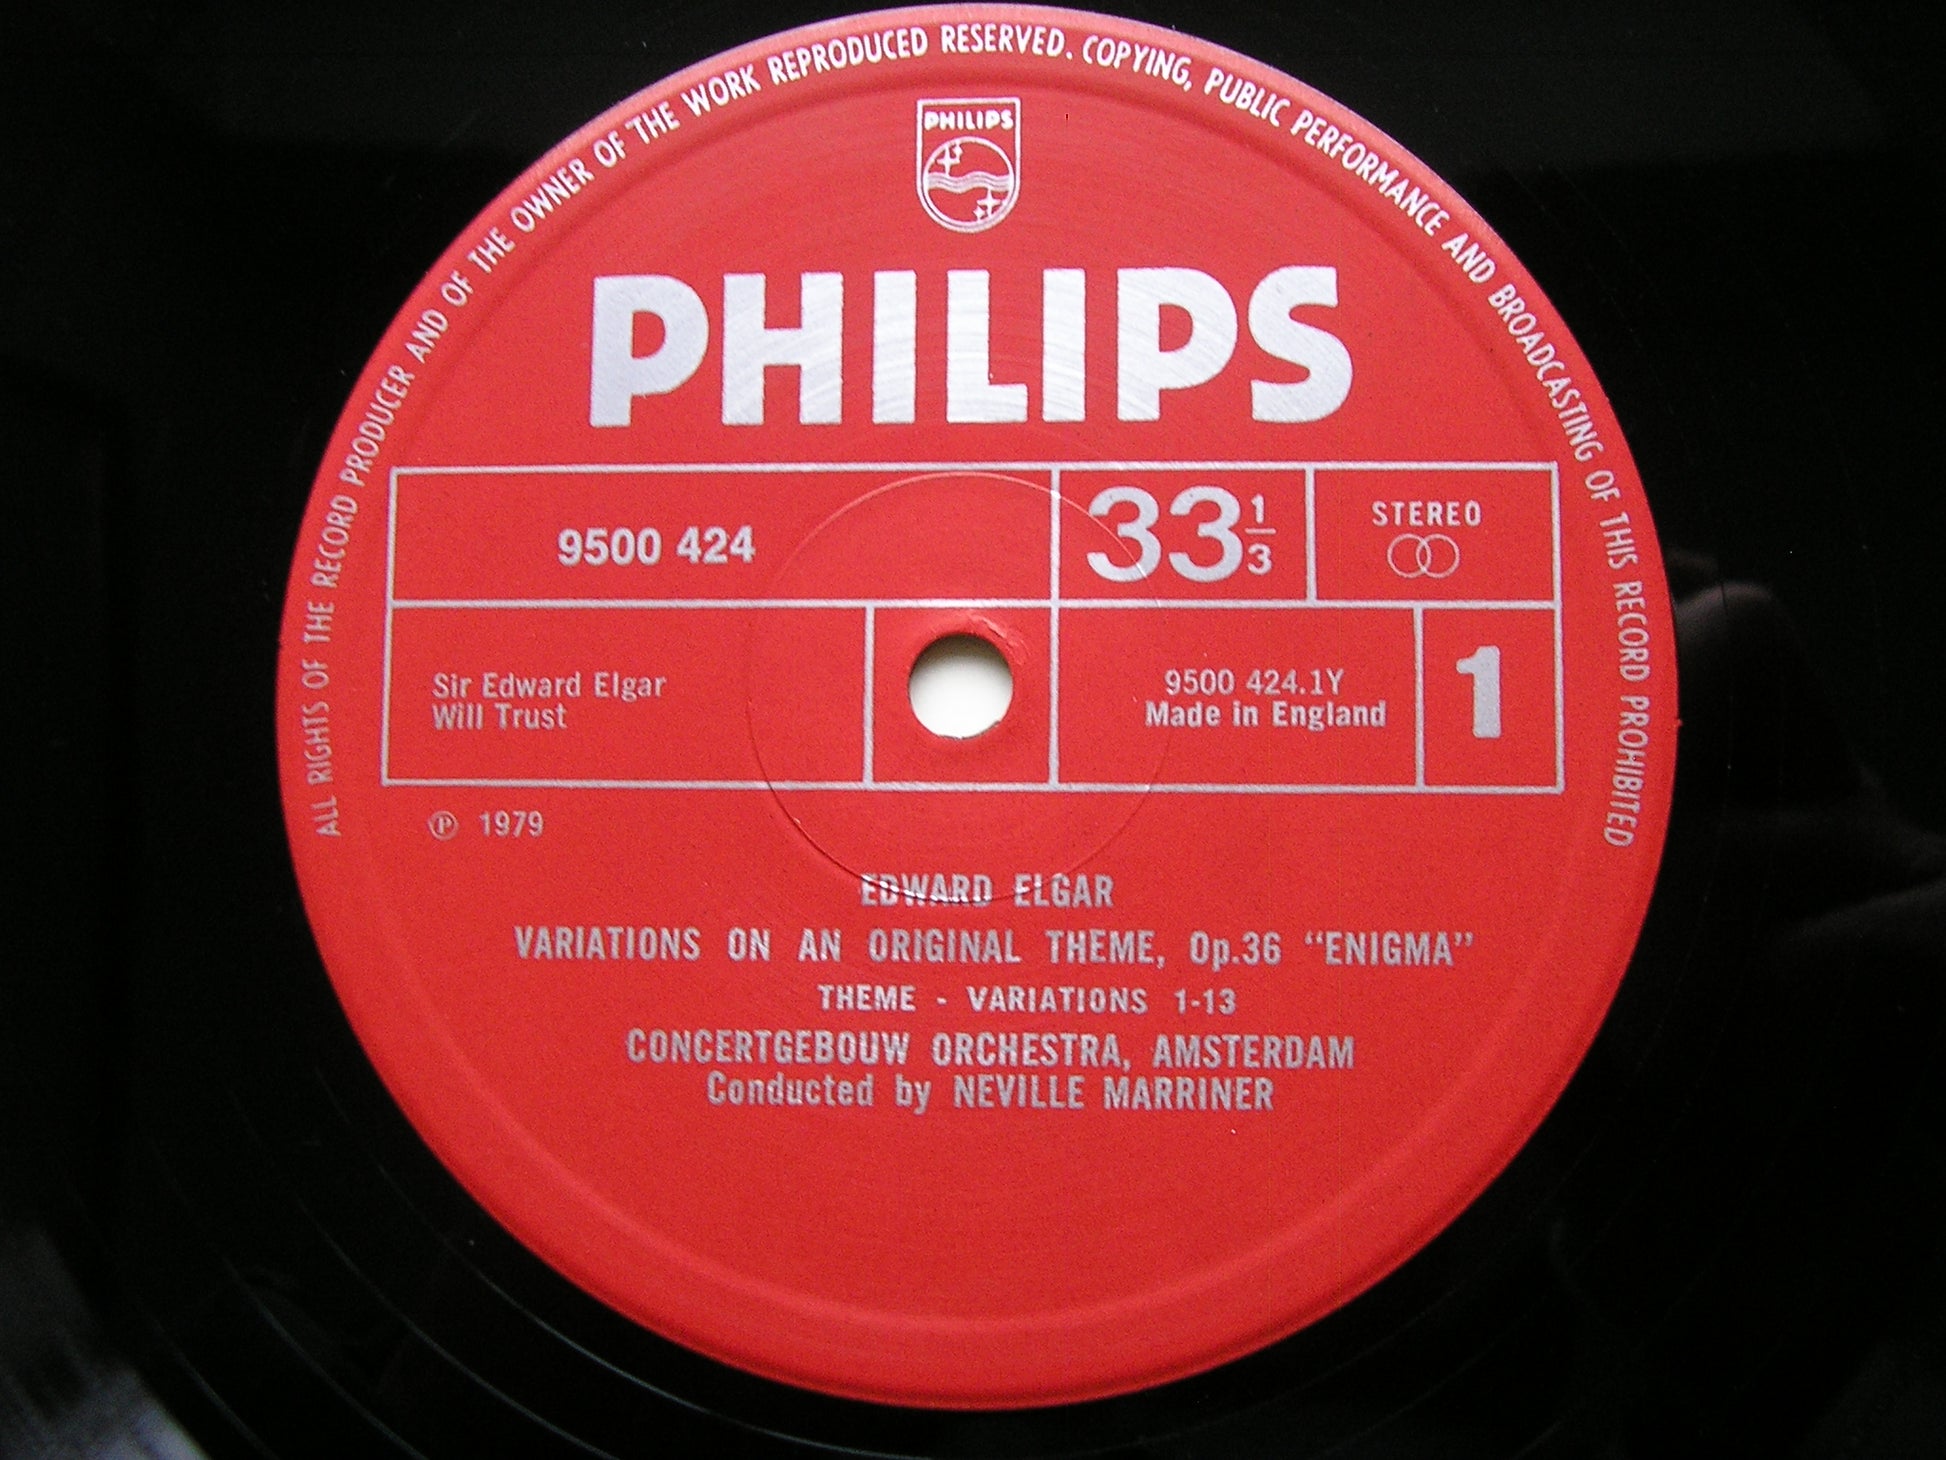 ALL RIGHTS OF THE RECORD PRODUCER AND OF THE OWNER OF THE WORK REPRODUCED RESERVED. COPYING, PUBLIC PERFORMANCE AND BROADCASTING OF THIS RECORD PROHIBITED
PHILIPS
PHILIPS
9500 424
33 1/3
STEREO
Sir Edward Elgar
Will Trust
9500 424.1Y
Made in England
1
Ⓟ 1979
EDWARD ELGAR
VARIATIONS ON AN ORIGINAL THEME, Op.36 “ENIGMA”
THEME - VARIATIONS 1-13
CONCERTGEBOUW ORCHESTRA, AMSTERDAM
Conducted by NEVILLE MARRINER